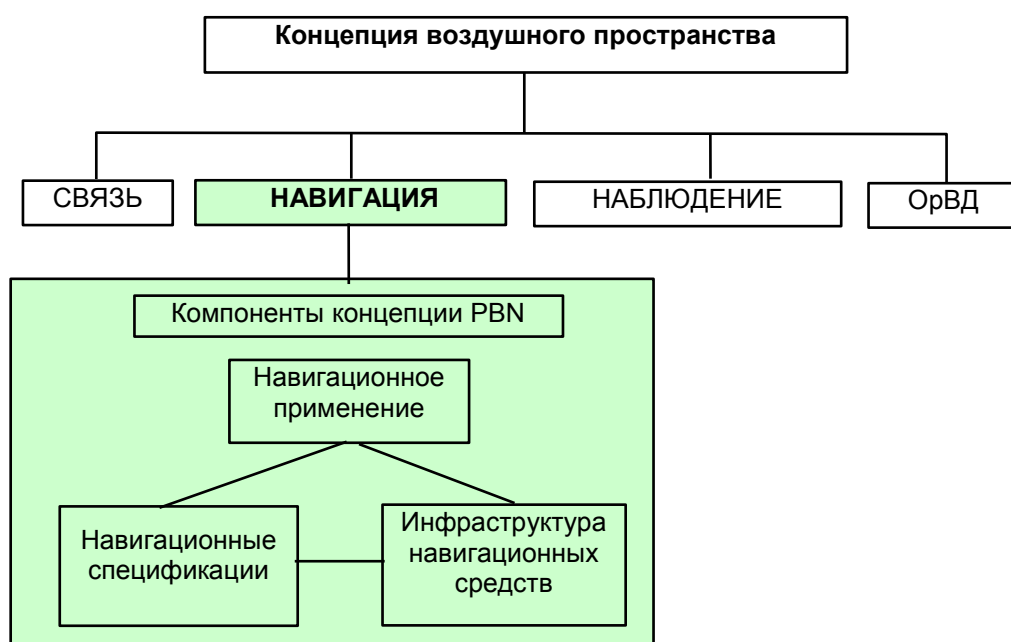 Концепция воздушного пространства
СВЯЗЬ
НАВИГАЦИЯ
НАБЛЮДЕНИЕ
ОрВД
Компоненты концепции PBN
Навигационное
применение
Навигационные
спецификации
Инфраструктура
навигационных
средств